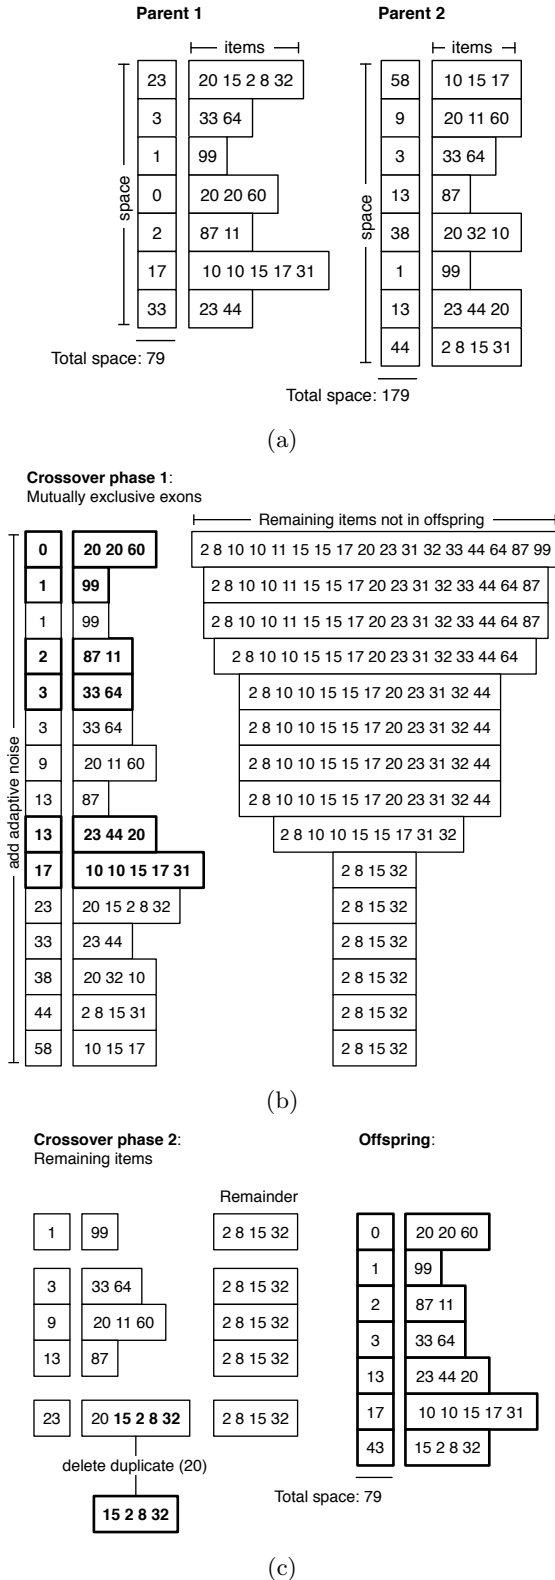 Parent 1
Parent 2
items
items
space
space
23 20 15 2 8 32
3 33 64
1 99
0 20 20 60
2 87 11
17 10 10 15 17 31
33 23 44
Total space: 79
58 10 15 17
9 20 11 60
3 33 64
13 87
38 20 32 10
1 99
13 23 44 20
44 2 8 15 31
Total space: 179
(a)
Crossover phase 1:
Mutually exclusive exons
Remaining items not in offspring
add adaptive noise
0 20 20 60 2 8 10 10 11 15 15 17 20 23 31 32 33 44 64 87 99
1 99 2 8 10 10 11 15 15 17 20 23 31 32 33 44 64 87
1 99 2 8 10 10 11 15 15 17 20 23 31 32 33 44 64 87
2 87 11 2 8 10 10 15 15 17 20 23 31 32 33 44 64
3 33 64 2 8 10 10 15 15 17 20 23 31 32 44
3 33 64 2 8 10 10 15 15 17 20 23 31 32 44
9 20 11 60 2 8 10 10 15 15 17 20 23 31 32 44
13 87 2 8 10 10 15 15 17 20 23 31 32 44
13 23 44 20 2 8 10 10 15 15 17 31 32
17 10 10 15 17 31 2 8 15 32
23 20 15 2 8 32 2 8 15 32
33 23 44 2 8 15 32
38 20 32 10 2 8 15 32
44 2 8 15 31 2 8 15 32
58 10 15 17 2 8 15 32
(b)
Crossover phase 2:
Remaining items
Remainder
1 99 2 8 15 32
3 33 64 2 8 15 32
9 20 11 60 2 8 15 32
13 87 2 8 15 32
23 20 15 2 8 32 2 8 15 32
delete duplicate (20)
15 2 8 32
Offspring:
0 20 20 60
1 99
2 87 11
3 33 64
13 23 44 20
17 10 10 15 17 31
43 15 2 8 32
Total space: 79
(c)